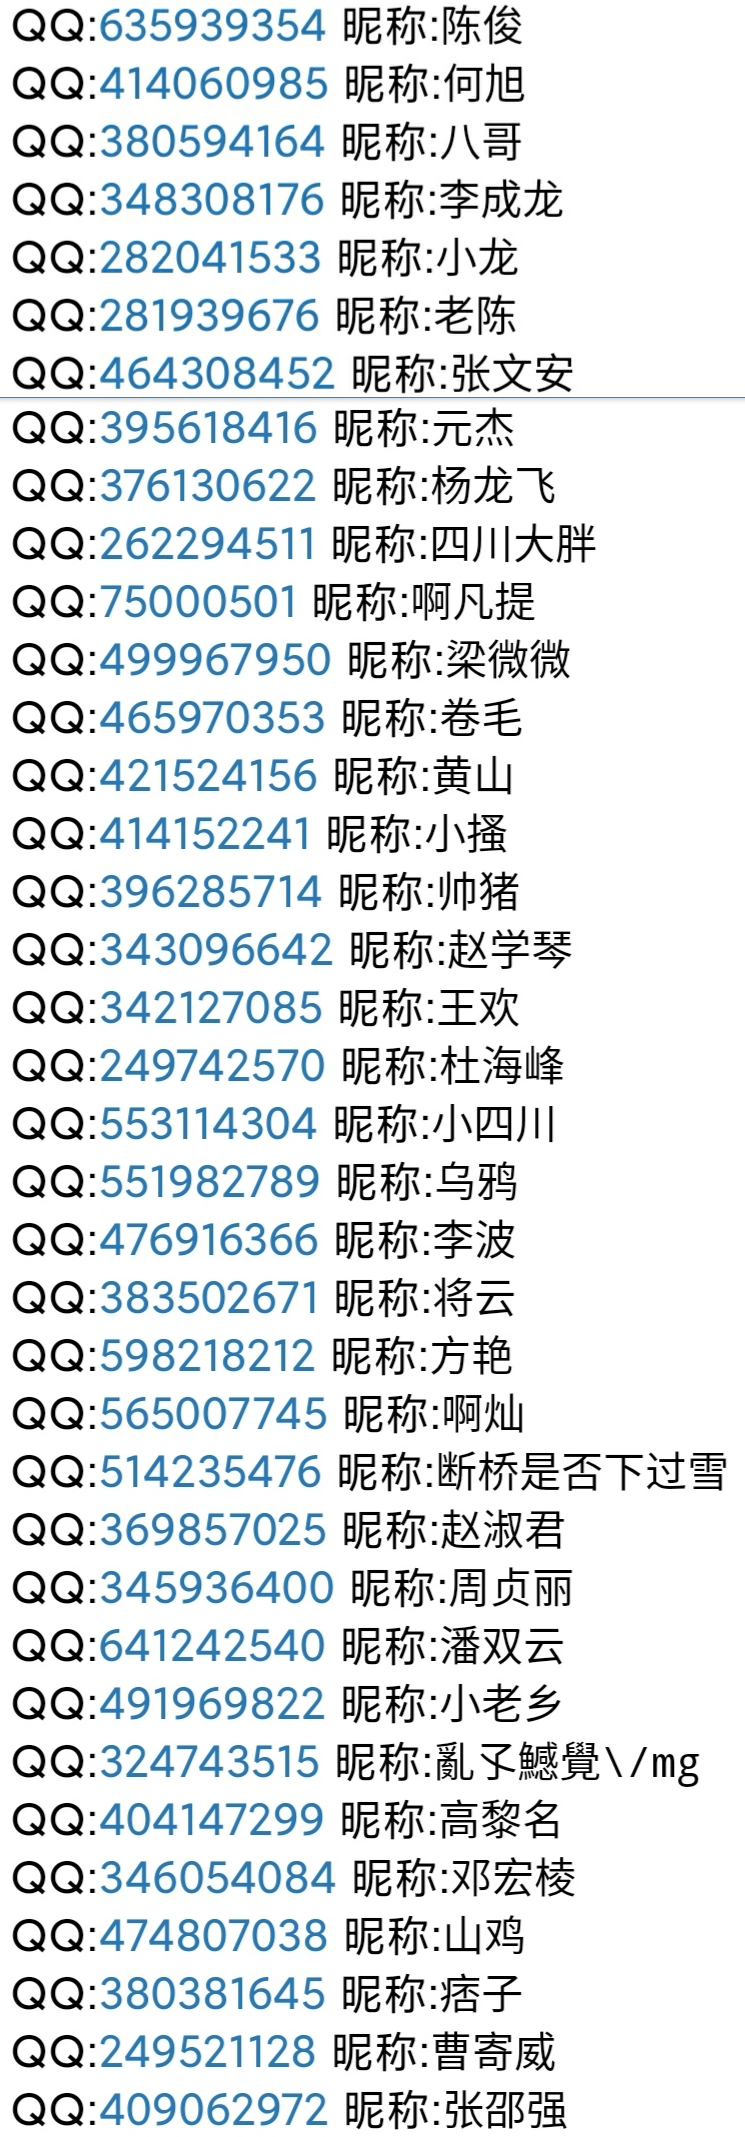 QQ:635939354 昵称:陈俊
QQ:414060985 昵称:何旭
QQ:380594164 昵称:八哥
QQ:348308176 昵称:李成龙
QQ:282041533 昵称:小龙
QQ:281939676 昵称:老陈
QQ:464308452 昵称:张文安
QQ:395618416 昵称:元杰
QQ:376130622 昵称:杨龙飞
QQ:262294511 昵称:四川大胖
QQ:75000501 昵称:啊凡提
QQ:499967950 昵称:梁微微
QQ:465970353 昵称:卷毛
QQ:421524156 昵称:黄山
QQ:414152241 昵称:小搔
QQ:396285714 昵称:帅猪
QQ:343096642 昵称:赵学琴
QQ:342127085 昵称:王欢
QQ:249742570 昵称:杜海峰
QQ:553114304 昵称:小四川
QQ:551982789 昵称:乌鸦
QQ:476916366 昵称:李波
QQ:383502671 昵称:将云
QQ:598218212 昵称:方艳
QQ:565007745 昵称:啊灿
QQ:514235476 昵称:断桥是否下过雪
QQ:369857025 昵称:赵淑君
QQ:345936400 昵称:周贞丽
QQ:641242540 昵称:潘双云
QQ:491969822 昵称:小老乡
QQ:324743515 昵称:亂孓鱤覺\/mg
QQ:404147299 昵称:高黎名
QQ:346054084 昵称:邓宏棱
QQ:474807038 昵称:山鸡
QQ:380381645 昵称:痞子
QQ:249521128 昵称:曹寄威
QQ:409062972 昵称:张邵强